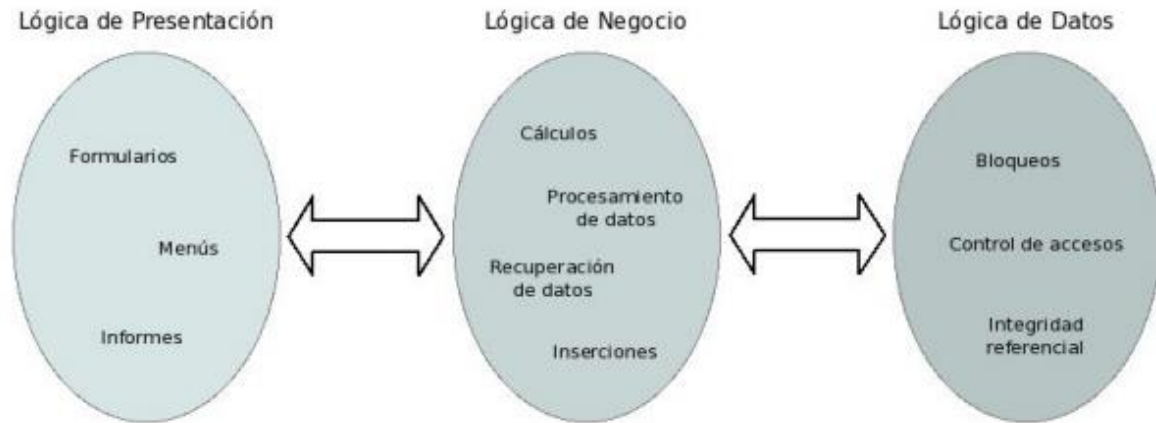 Lógica de Presentación
Lógica de Negocio
Lógica de Datos
Formularios
Menús
Informes
Cálculos
Procesamiento
de datos
Recuperación
de datos
Inserciones
Bloqueos
Control de accesos
Integridad
referencial